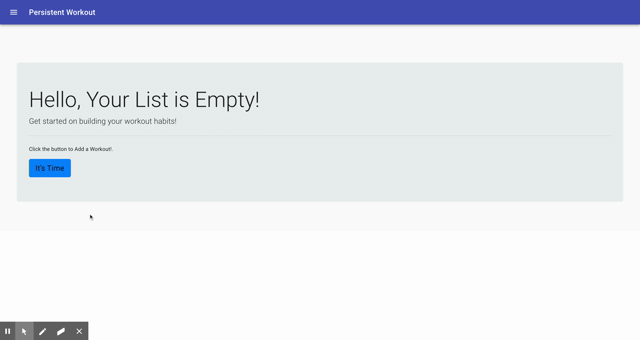 Persistent Workout
Hello, Your List is Empty!
Get started on building your workout habits!
Click the button to Add a Workout!.
It's Time